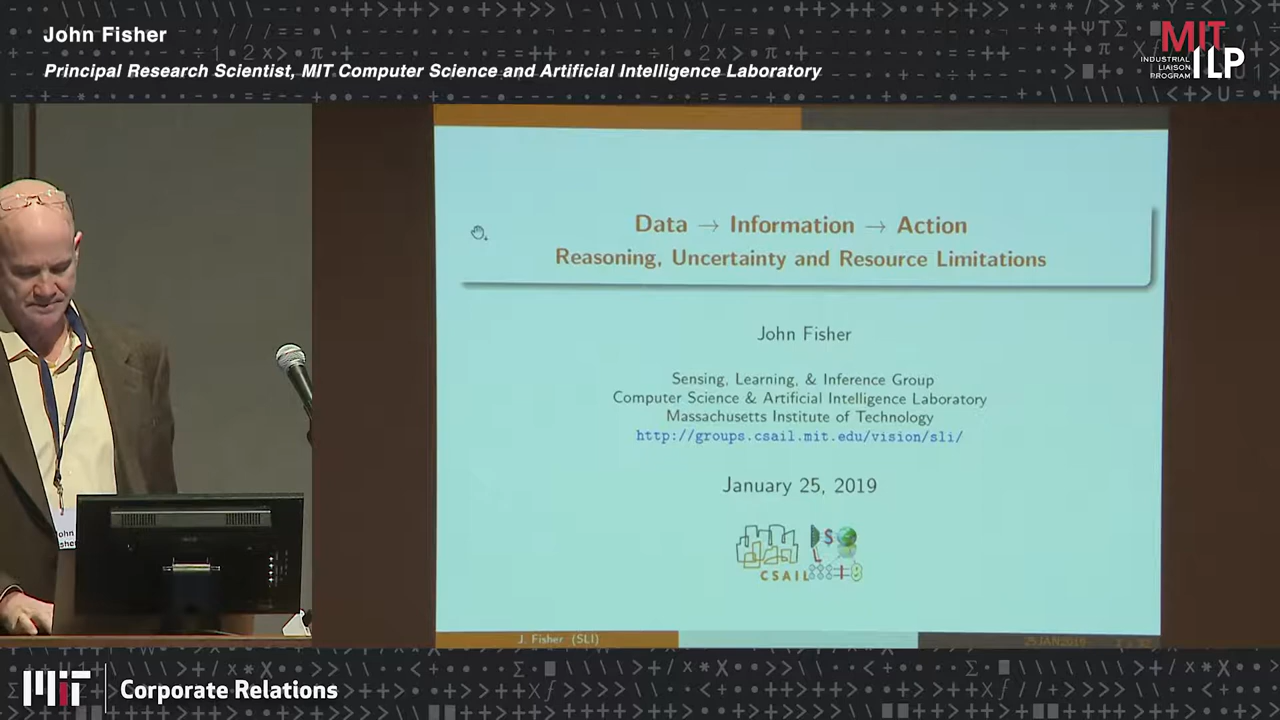 John Fisher
Principal Research Scientist, MIT Computer Science and Artificial Intelligence Laboratory
MIT
INDUSTRIAL
LIAISON
PROGRAM
ILP
Data → Information → Action
Reasoning, Uncertainty and Resource Limitations
John Fisher
Sensing, Learning, & Inference Group
Computer Science & Artificial Intelligence Laboratory
Massachusetts Institute of Technology
http://groups.csail.mit.edu/vision/sli/
January 25, 2019
CSAIL
J. Fisher (SLI)
25JAN2019
MIT
Corporate Relations